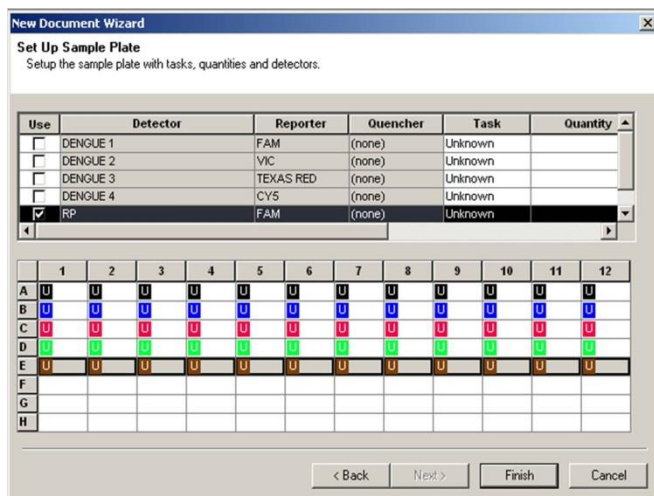 New Document Wizard
Set Up Sample Plate
Setup the sample plate with tasks, quantities and detectors.
Use Detector Reporter Quencher Task Quantity
DENGUE 1 FAM (none) Unknown
DENGUE 2 VIC (none) Unknown
DENGUE 3 TEXAS RED (none) Unknown
DENGUE 4 CY5 (none) Unknown
RP FAM (none) Unknown
1 2 3 4 5 6 7 8 9 10 11 12
A U U U U U U U U U U U U
B U U U U U U U U U U U U
C U U U U U U U U U U U U
D U U U U U U U U U U U U
E U U U U U U U U U U U U
F
G
H
< Back Next > Finish Cancel